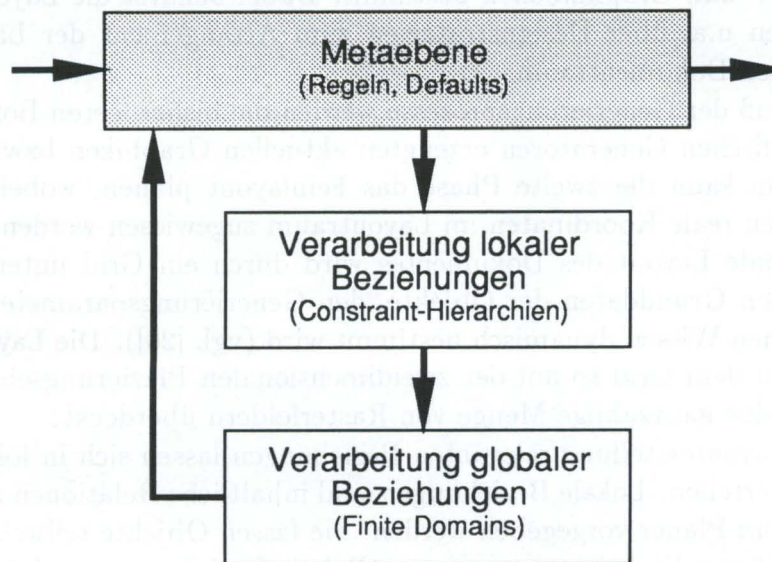 Metaebene
(Regeln, Defaults)
Verarbeitung lokaler
Beziehungen
(Constraint-Hierarchien)
Verarbeitung globaler
Beziehungen
(Finite Domains)